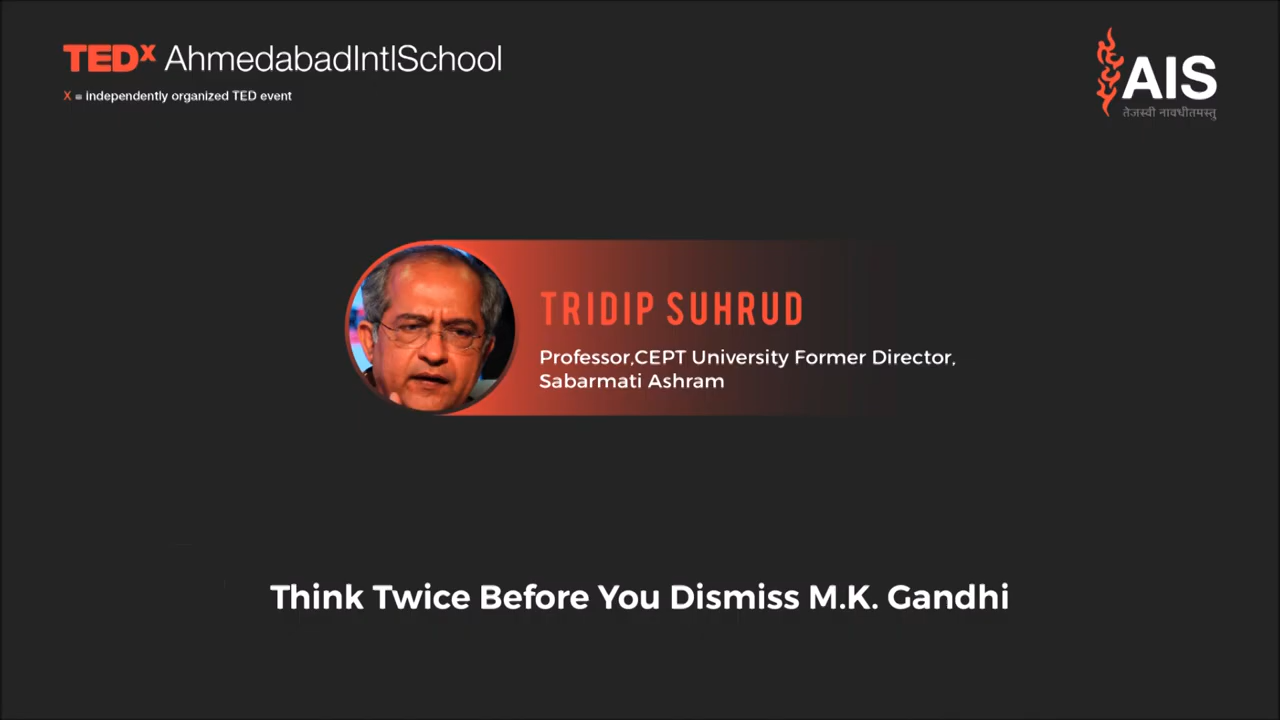 TEDx AhmedabadIntlSchool
X = independently organized TED event
AIS
तेजस्वी नावधीतमस्तु
TRIDIP SUHRUD
Professor,CEPT University Former Director,
Sabarmati Ashram
Think Twice Before You Dismiss M.K. Gandhi